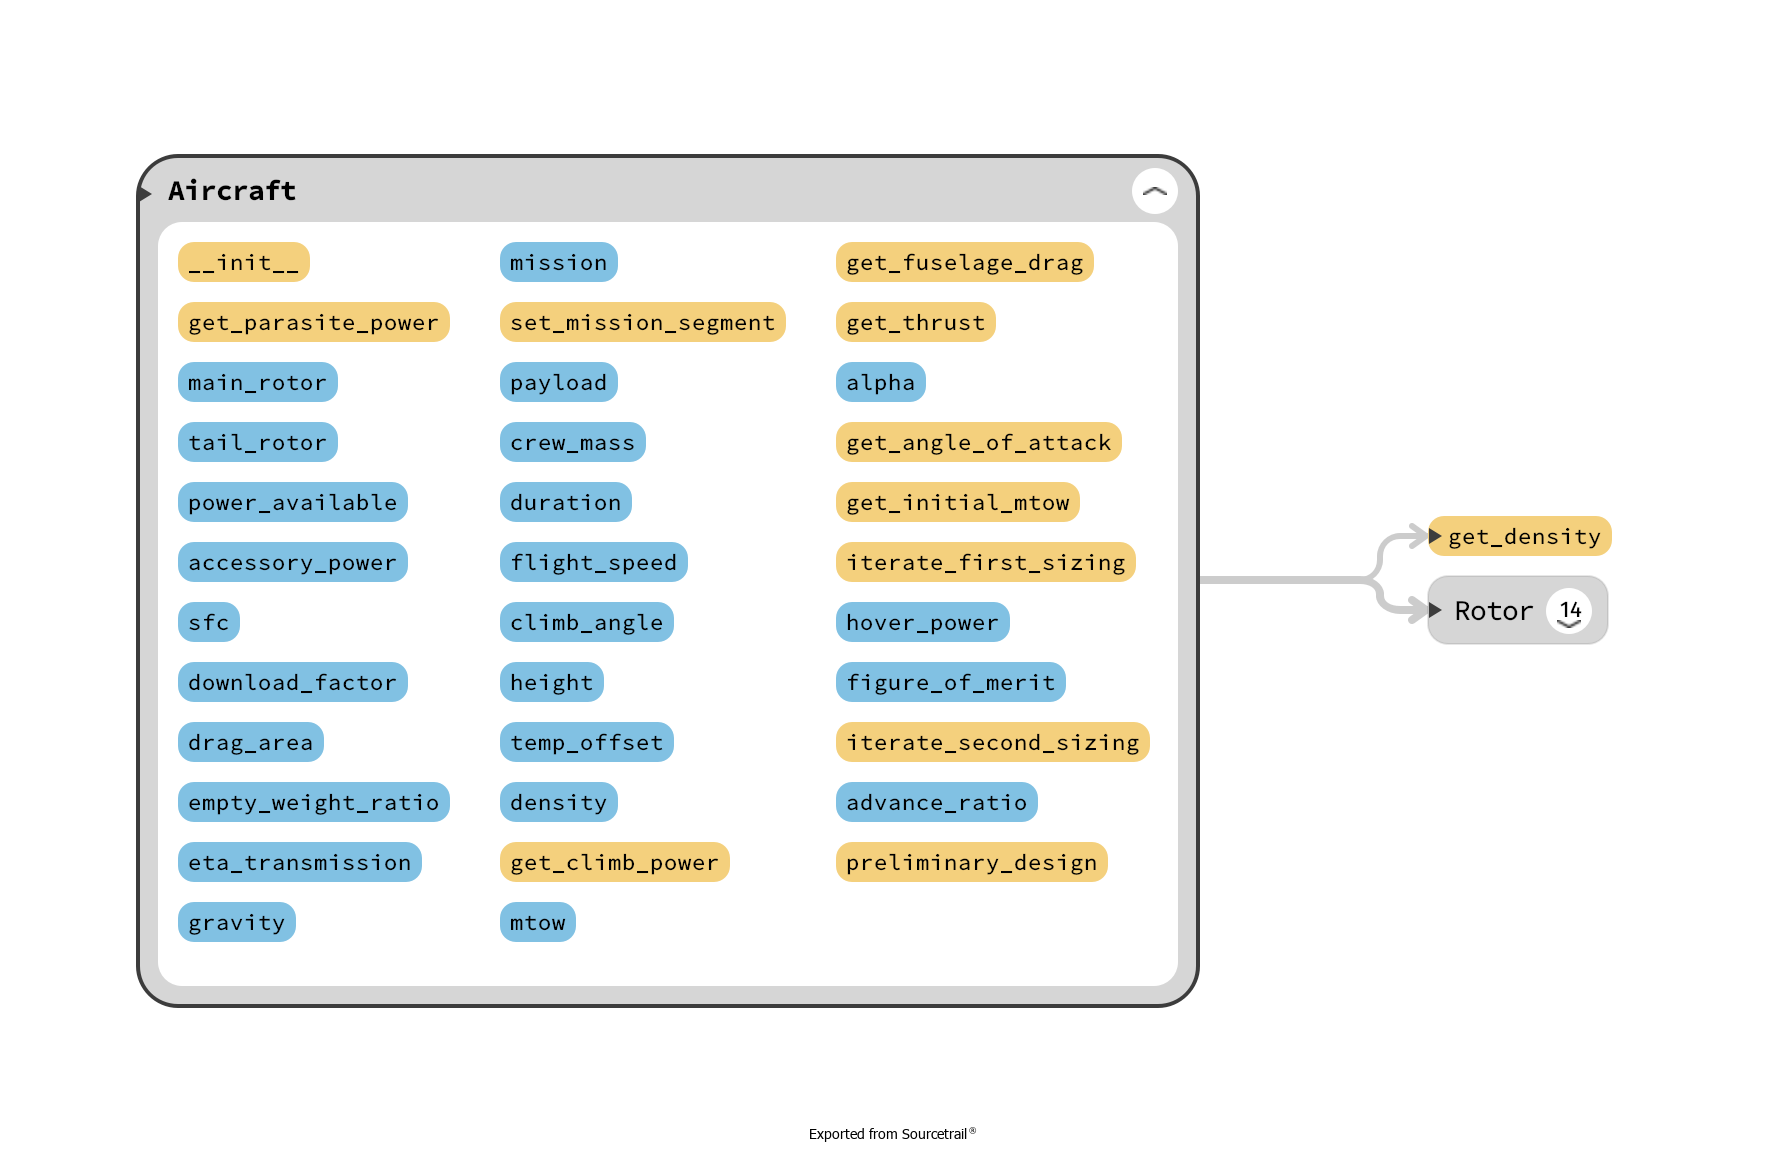 Aircraft
__init__
get_parasite_power
main_rotor
tail_rotor
power_available
accessory_power
sfc
download_factor
drag_area
empty_weight_ratio
eta_transmission
gravity
mission
set_mission_segment
payload
crew_mass
duration
flight_speed
climb_angle
height
temp_offset
density
get_climb_power
mtow
get_fuselage_drag
get_thrust
alpha
get_angle_of_attack
get_initial_mtow
iterate_first_sizing
hover_power
figure_of_merit
iterate_second_sizing
advance_ratio
preliminary_design
get_density
Rotor 14
Exported from Sourcetrail®